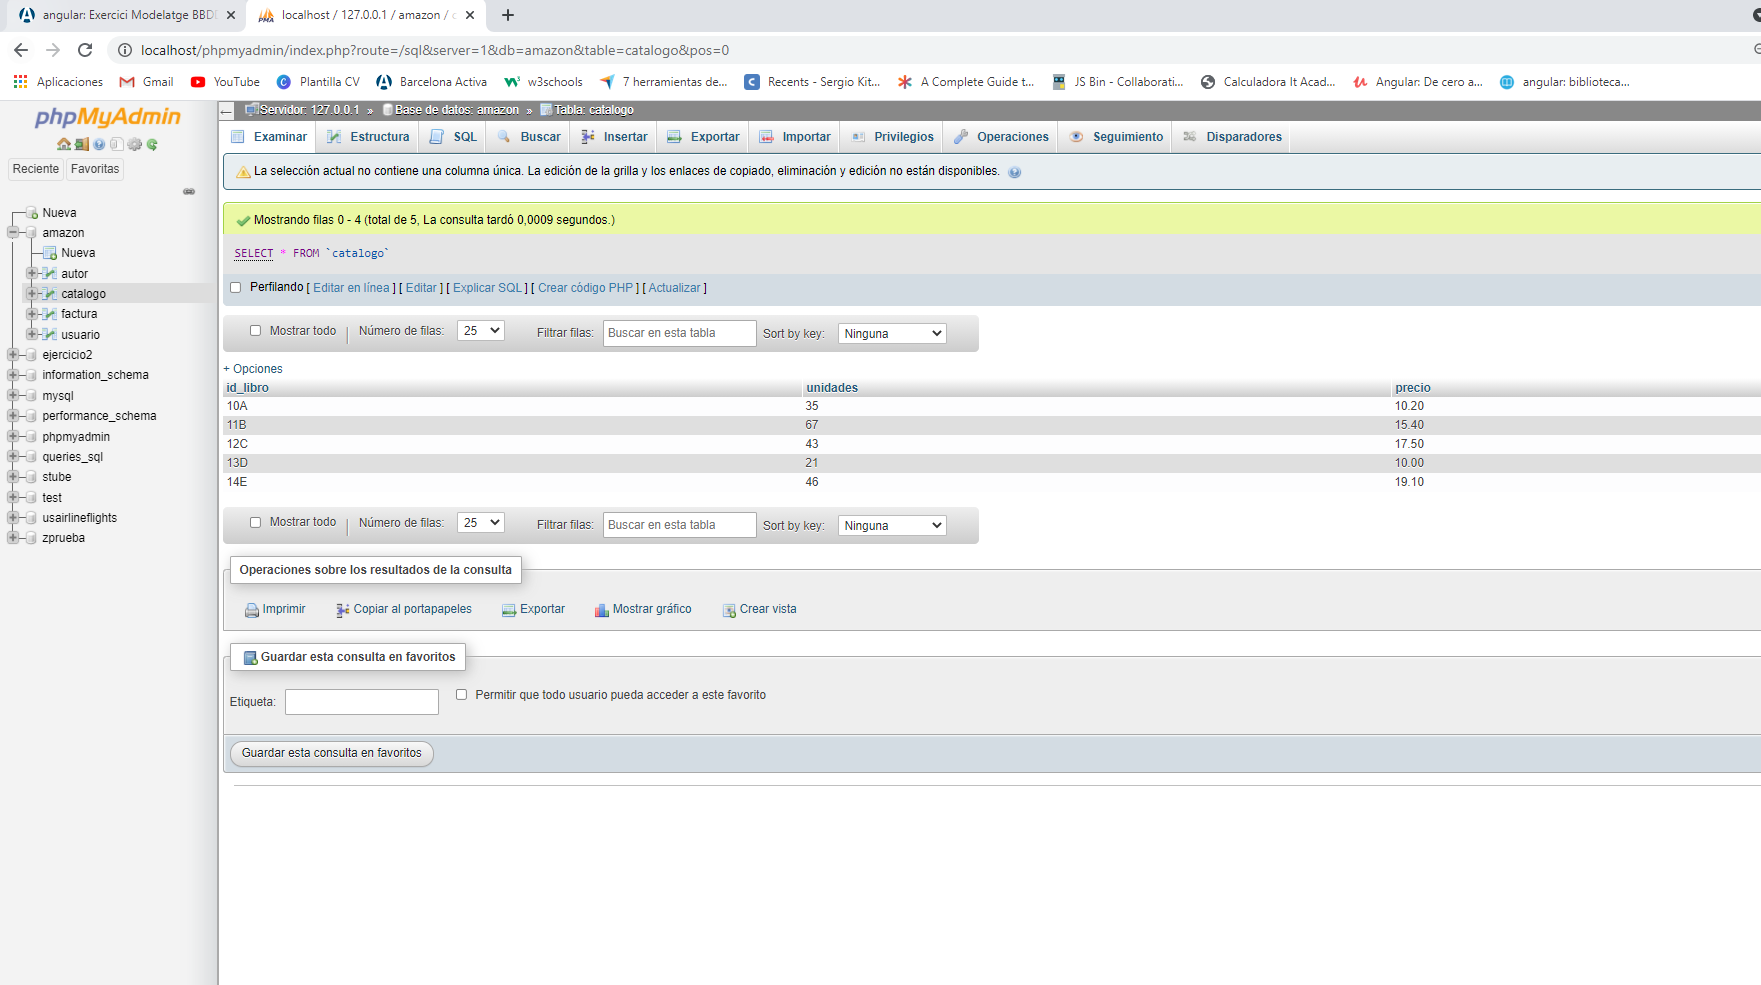 angular: Exercici Modelatge BBD
localhost / 127.0.0.1 / amazon /
localhost/phpmyadmin/index.php?route=/sql&server=1&db=amazon&table=catalogo&pos=0
Aplicaciones Gmail YouTube Plantilla CV Barcelona Activa w3schools 7 herramientas de... Recents - Sergio Kit... A Complete Guide t... JS Bin - Collaborati... Calculadora It Acad... Angular: De cero a... angular: biblioteca...
phpMyAdmin
Reciente Favoritas
Nueva
amazon
Nueva
autor
catalogo
factura
usuario
ejercicio2
information_schema
mysql
performance_schema
phpmyadmin
queries_sql
stube
test
usairlineflights
zprueba
Servidor: 127.0.0.1 » Base de datos: amazon » Tabla: catalogo
Examinar Estructura SQL Buscar Insertar Exportar Importar Privilegios Operaciones Seguimiento Disparadores
La selección actual no contiene una columna única. La edición de la grilla y los enlaces de copiado, eliminación y edición no están disponibles.
Mostrando filas 0 - 4 (total de 5, La consulta tardó 0,0009 segundos.)
SELECT * FROM `catalogo`
Perfilando [ Editar en línea ] [ Editar ] [ Explicar SQL ] [ Crear código PHP ] [ Actualizar ]
Mostrar todo Número de filas: 25 Filtrar filas: Buscar en esta tabla Sort by key: Ninguna
+ Opciones
id_libro unidades precio
10A 35 10.20
11B 67 15.40
12C 43 17.50
13D 21 10.00
14E 46 19.10
Mostrar todo Número de filas: 25 Filtrar filas: Buscar en esta tabla Sort by key: Ninguna
Operaciones sobre los resultados de la consulta
Imprimir Copiar al portapapeles Exportar Mostrar gráfico Crear vista
Guardar esta consulta en favoritos
Etiqueta: Permitir que todo usuario pueda acceder a este favorito
Guardar esta consulta en favoritos